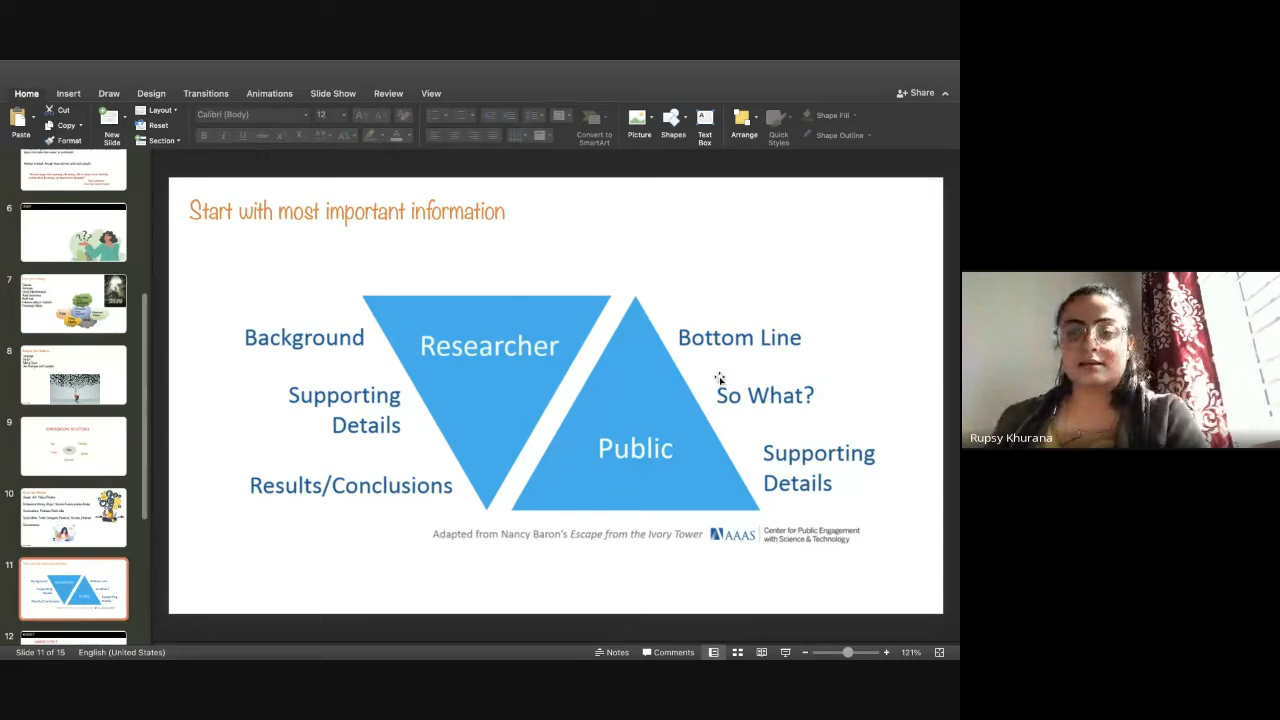 Home Insert Draw Design Transitions Animations Slide Show Review View
Share
Paste
Cut
Copy
Format
New
Slide
Layout
Reset
Section
Calibri (Body) 12
Convert to
SmartArt
Picture
Shapes
Text
Box
Arrange
Quick
Styles
Shape Fill
Shape Outline
6
7
8
9
10
11
12
Start with most important information
Background
Researcher
Bottom Line
Supporting
Details
So What?
Public
Supporting
Details
Results/Conclusions
Adapted from Nancy Baron's Escape from the Ivory Tower
AAAS
Center for Public Engagement
with Science & Technology
Rupsy Khurana
Slide 11 of 15 English (United States)
Notes Comments
121%